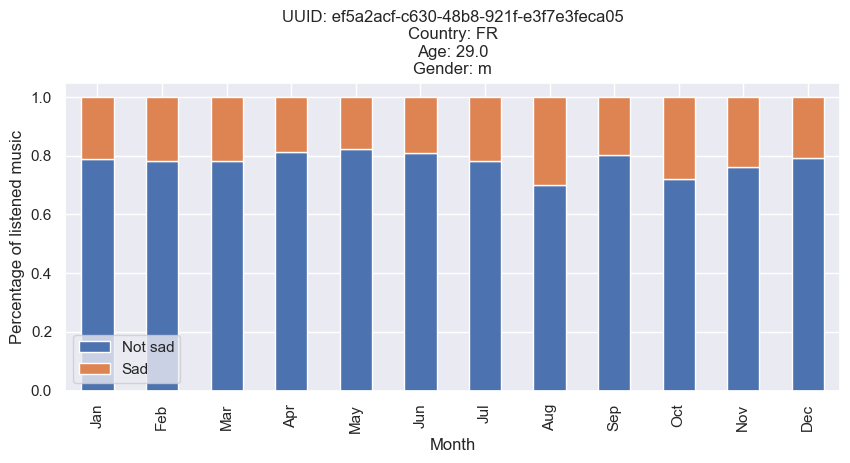 UUID: ef5a2acf-c630-48b8-921f-e3f7e3feca05
Country: FR
Age: 29.0
Gender: m
Percentage of listened music
1.0
0.8
0.6
0.4
0.2
0.0
Not sad
Sad
Jan Feb Mar Apr May Jun Jul Aug Sep Oct Nov Dec
Month